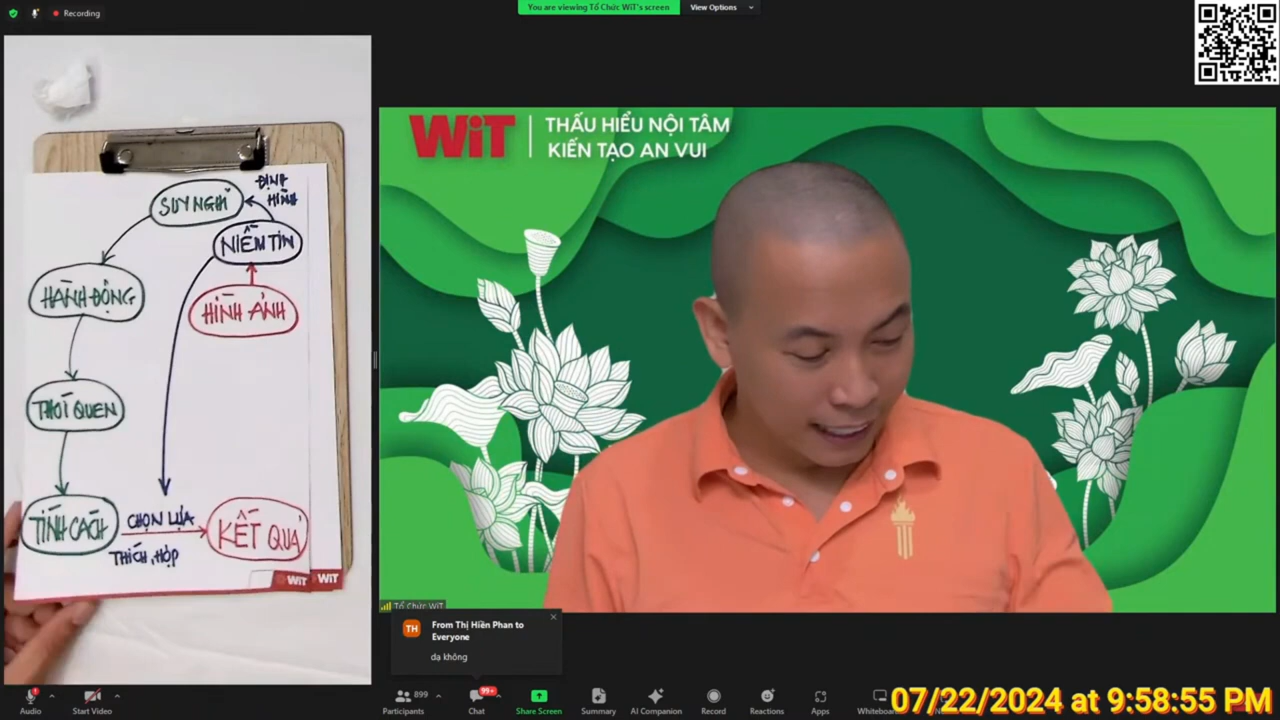 Recording
You are viewing Tổ Chức WiT's screen
View Options
SUY NGHĨ
ĐỊNH
HÌNH
NIỀM TIN
HÀNH ĐỘNG
HÌNH ẢNH
THÓI QUEN
TÍNH CÁCH
CHỌN LỰA
THÍCH, HỢP
KẾT QUẢ
WiT WiT
WiT
THẤU HIỂU NỘI TÂM
KIẾN TẠO AN VUI
Tổ Chức WiT
TH
From Thị Hiền Phan to
Everyone
dạ không
Audio
Start Video
899
Participants
99+
Chat
Share Screen
Summary
AI Companion
Record
Reactions
Apps
Whiteboards
07/22/2024 at 9:58:55 PM